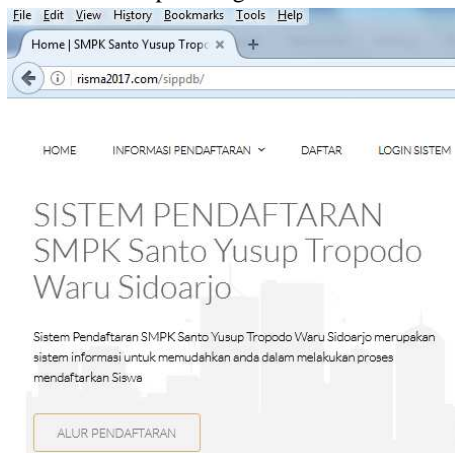 File Edit View History Bookmarks Tools Help
Home | SMPK Santo Yusup Tropo
risma2017.com/sippdb/
HOME INFORMASI PENDAFTARAN DAFTAR LOGIN SISTEM
SISTEM PENDAFTARAN
SMPK Santo Yusup Tropodo
Waru Sidoarjo
Sistem Pendaftaran SMPK Santo Yusup Tropodo Waru Sidoarjo merupakan
sistem informasi untuk memudahkan anda dalam melakukan proses
mendaftarkan Siswa
ALUR PENDAFTARAN